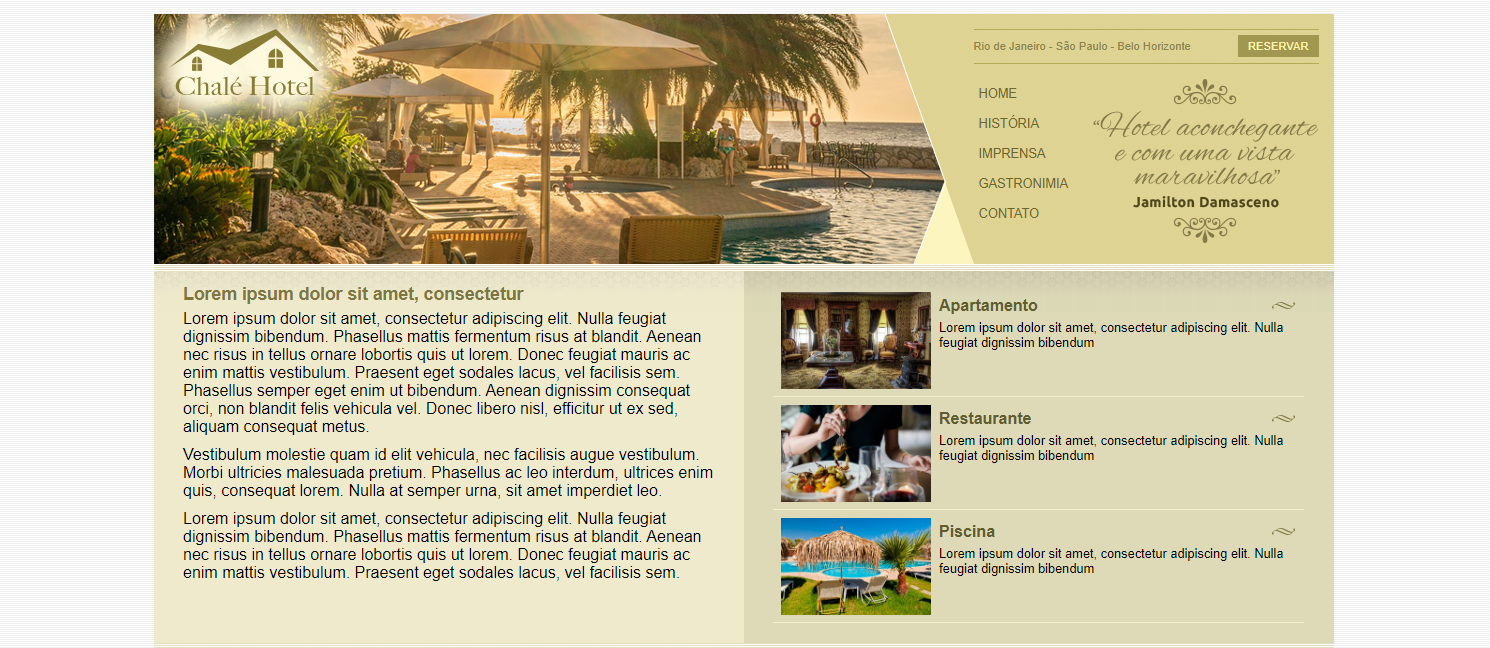 Chalé Hotel
Rio de Janeiro - São Paulo - Belo Horizonte
RESERVAR
HOME
HISTÓRIA
IMPRENSA
GASTRONIMIA
CONTATO
“Hotel aconchegante
e com uma vista
maravilhosa”
Jamilton Damasceno
Lorem ipsum dolor sit amet, consectetur
Lorem ipsum dolor sit amet, consectetur adipiscing elit. Nulla feugiat
dignissim bibendum. Phasellus mattis fermentum risus at blandit. Aenean
nec risus in tellus ornare lobortis quis ut lorem. Donec feugiat mauris ac
enim mattis vestibulum. Praesent eget sodales lacus, vel facilisis sem.
Phasellus semper eget enim ut bibendum. Aenean dignissim consequat
orci, non blandit felis vehicula vel. Donec libero nisl, efficitur ut ex sed,
aliquam consequat metus.
Vestibulum molestie quam id elit vehicula, nec facilisis augue vestibulum.
Morbi ultricies malesuada pretium. Phasellus ac leo interdum, ultrices enim
quis, consequat lorem. Nulla at semper urna, sit amet imperdiet leo.
Lorem ipsum dolor sit amet, consectetur adipiscing elit. Nulla feugiat
dignissim bibendum. Phasellus mattis fermentum risus at blandit. Aenean
nec risus in tellus ornare lobortis quis ut lorem. Donec feugiat mauris ac
enim mattis vestibulum. Praesent eget sodales lacus, vel facilisis sem.
Apartamento
Lorem ipsum dolor sit amet, consectetur adipiscing elit. Nulla
feugiat dignissim bibendum
Restaurante
Lorem ipsum dolor sit amet, consectetur adipiscing elit. Nulla
feugiat dignissim bibendum
Piscina
Lorem ipsum dolor sit amet, consectetur adipiscing elit. Nulla
feugiat dignissim bibendum